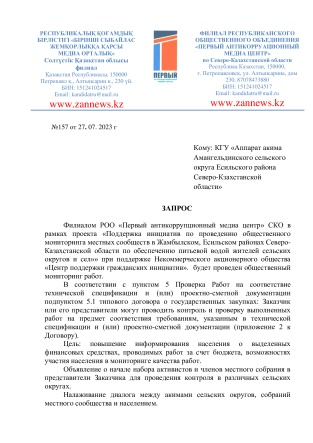 РЕСПУБЛИКАЛЫҚ ҚОҒАМДЫҚ
БІРЛЕСТІГІ «БІРІНШІ СЫБАЙЛАС
ЖЕМҚОРЛЫҚҚА ҚАРСЫ
МЕДИА ОРТАЛЫҚ»
Солтүстік Қазақстан облысы
филиал
Қазақстан Республикасы, 150000
БИН: 151241024517
Email: kandidatru@mail.ru
www.zannews.kz
ПЕРВЫЙ
ФИЛИАЛ РЕСПУБЛИКАНСКОГО
ОБЩЕСТВЕННОГО ОБЪЕДИНЕНИЯ
«ПЕРВЫЙ АНТИКОРРУПЦИОННЫЙ
МЕДИА ЦЕНТР»
по Северо-Казахстанской области
Республика Казахстан, 150000
г. Петропавловск, ул. Алтынсарина, дом
230. 87078473880
БИН: 151241024517
Email: kandidatru@mail.ru
www.zannews.kz
№157 от 27. 07. 2023 г
Кому: КГУ «Аппарат акима
Амангельдинского сельского
округа Есильского района
Северо-Казахстанской
области»
ЗАПРОС
Филиалом РОО «Первый антикоррупционный медиа центр» СКО в
рамках проекта «Поддержка инициатив по проведению общественного
мониторинга местных сообществ в Жамбылском, Есильском районах Северо-
Казахстанской области по обеспечению питьевой водой жителей сельских
округов и сел» при поддержке Некоммерческого акционерного общества
«Центр поддержки гражданских инициатив». будет проведен общественный
мониторинг работ.
В соответствии с пунктом 5 Проверка Работ на соответствие
технической спецификации и (или) проектно-сметной документации
подпунктом 5.1 типового договора о государственных закупках: Заказчик
или его представители могут проводить контроль и проверку выполненных
работ на предмет соответствия требованиям, указанным в технической
спецификации и (или) проектно-сметной документации (приложение 2 к
Договору).
Цель: повышение информирования населения о выделенных
финансовых средствах, проводимых работ за счет бюджета, возможностях
участия населения в мониторинге качества работ.
Объявление о начале набора активистов и членов местного собрания в
представители Заказчика для проведения контроля в различных сельских
округах.
Налаживание диалога между акимами сельских округов, собраний
местного сообщества и населением.